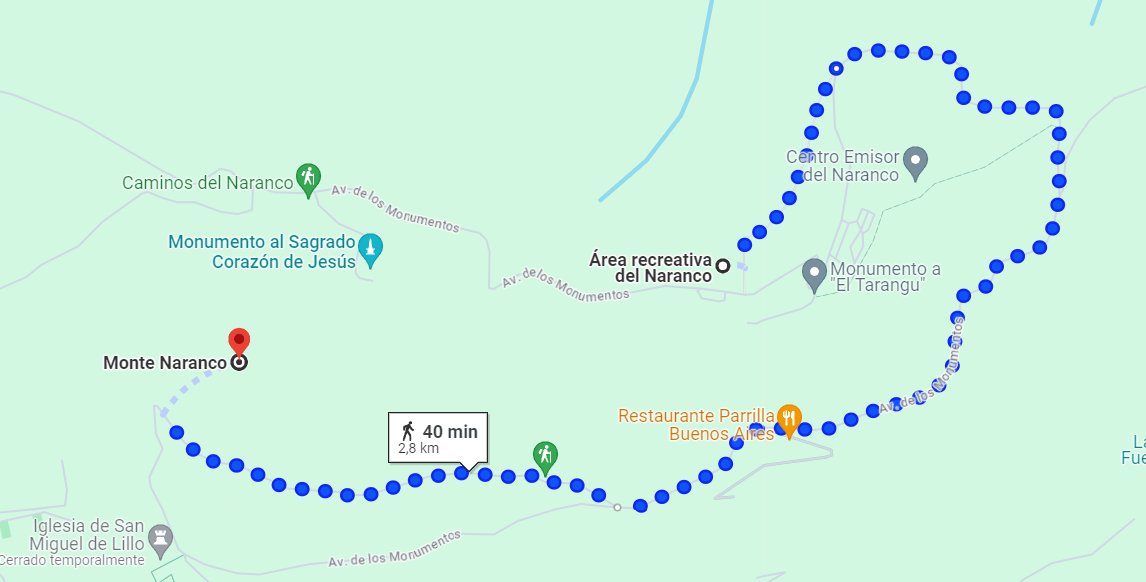 Centro Emisor
del Naranco
Caminos del Naranco
Av. de los Monumentos
Monumento al Sagrado
Corazón de Jesús
Área recreativa
del Naranco
Av. de los Monumentos
Monumento a
"El Tarangu"
Monte Naranco
Av. de los Monumentos
Restaurante Parrilla
Buenos Aires
40 min
2,8 km
La
Fue
Iglesia de San
Miguel de Lillo
Cerrado temporalmente
Av. de los Monumentos